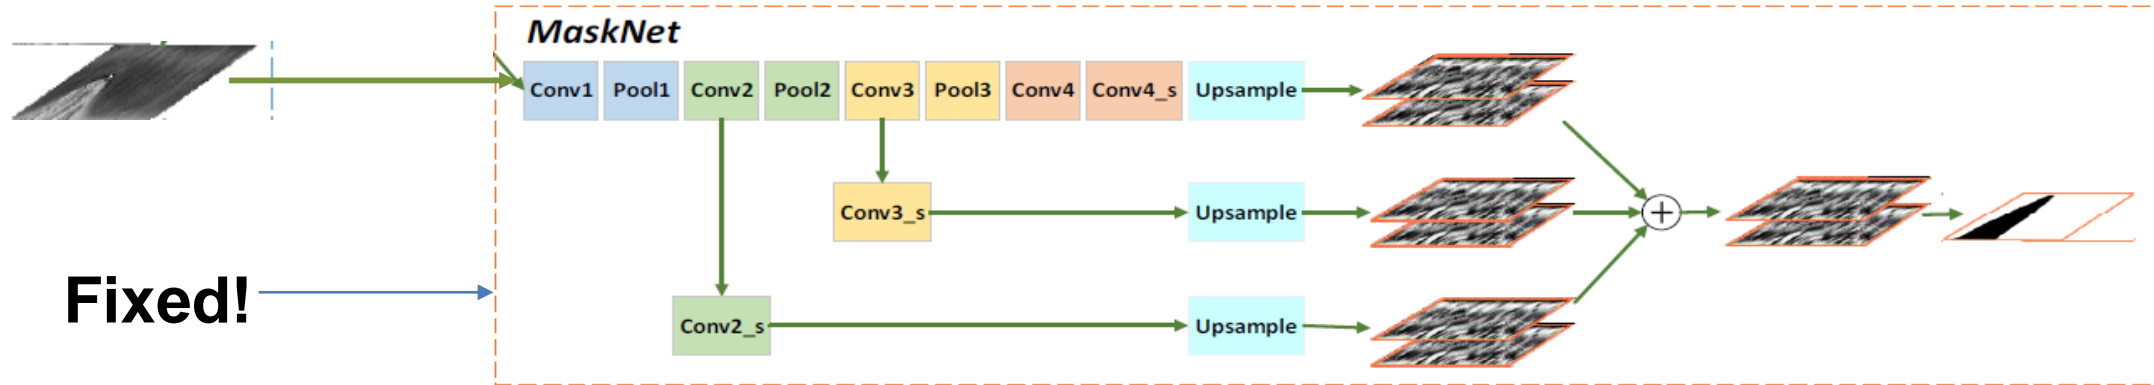 MaskNet
Conv1 Pool1 Conv2 Pool2 Conv3 Pool3 Conv4 Conv4_s Upsample
Conv3_s Upsample
Fixed!
Conv2_s Upsample